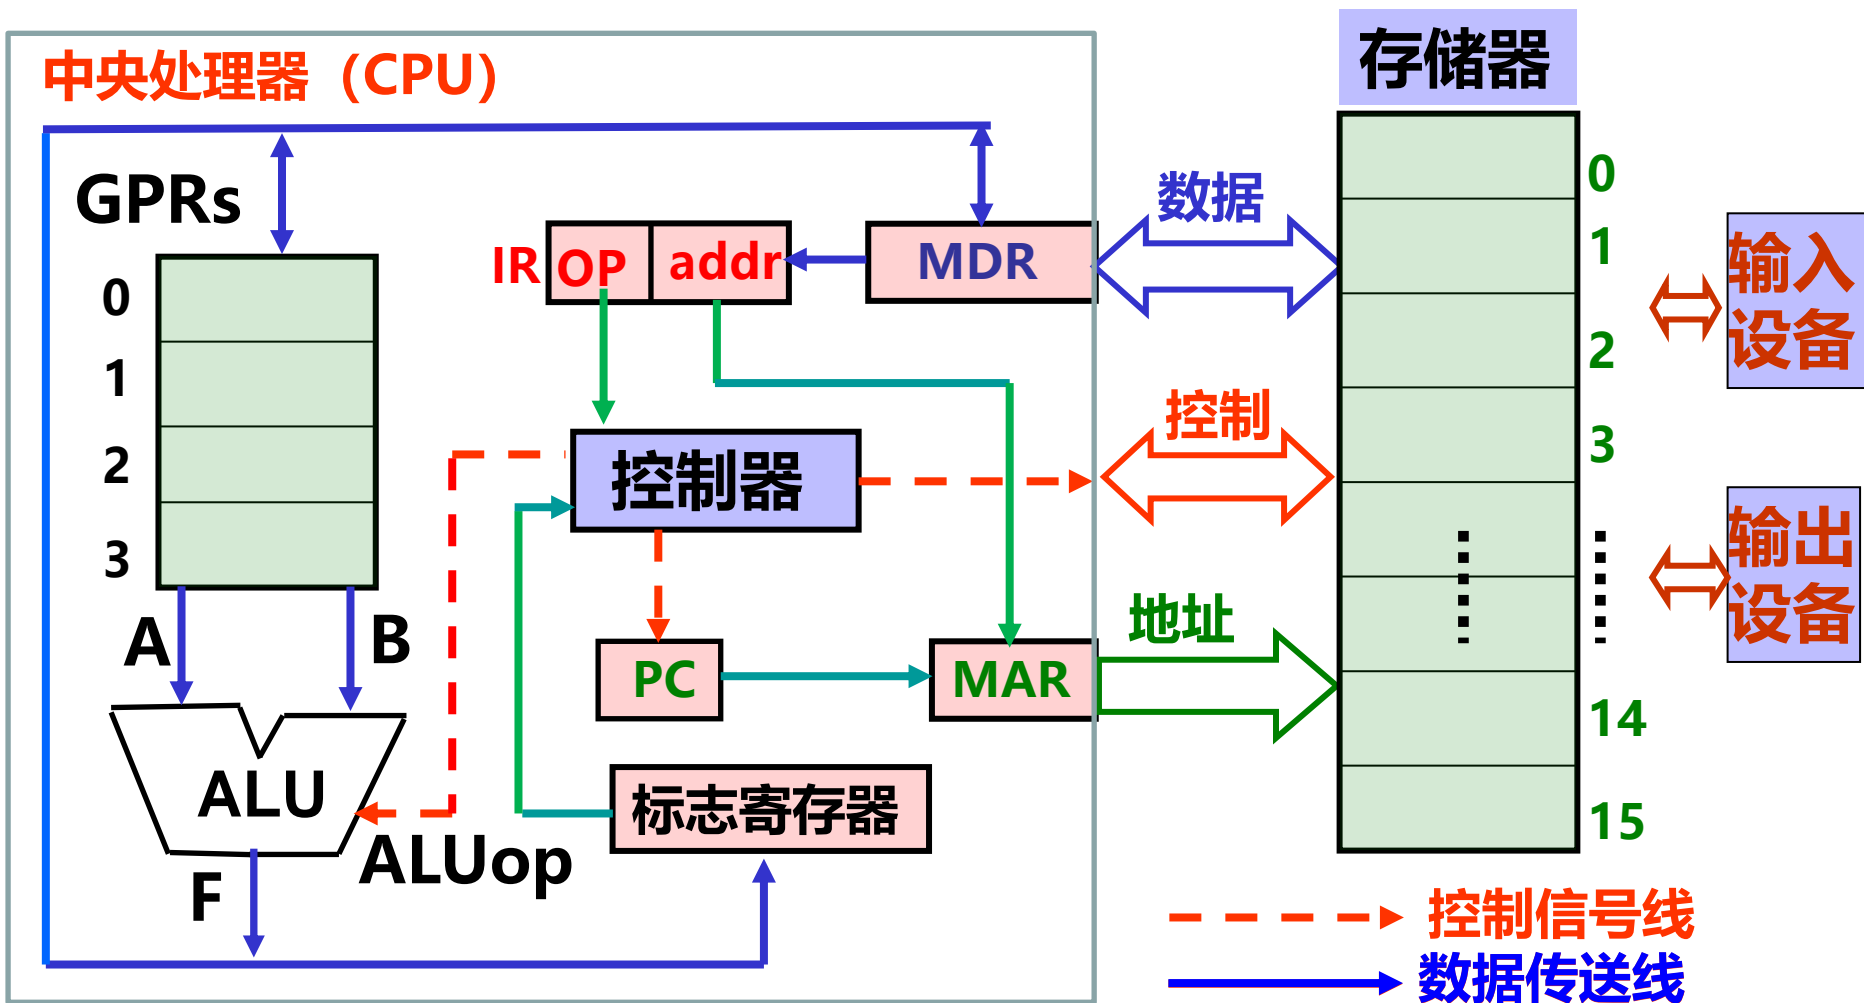 中央处理器（CPU）
存储器
GPRs
0
1
2
3
IR
OP
addr
MDR
数据
0
1
2
3
14
15
输入
设备
控制
控制器
输出
设备
A
B
PC
MAR
地址
ALU
ALUop
标志寄存器
F
控制信号线
数据传送线